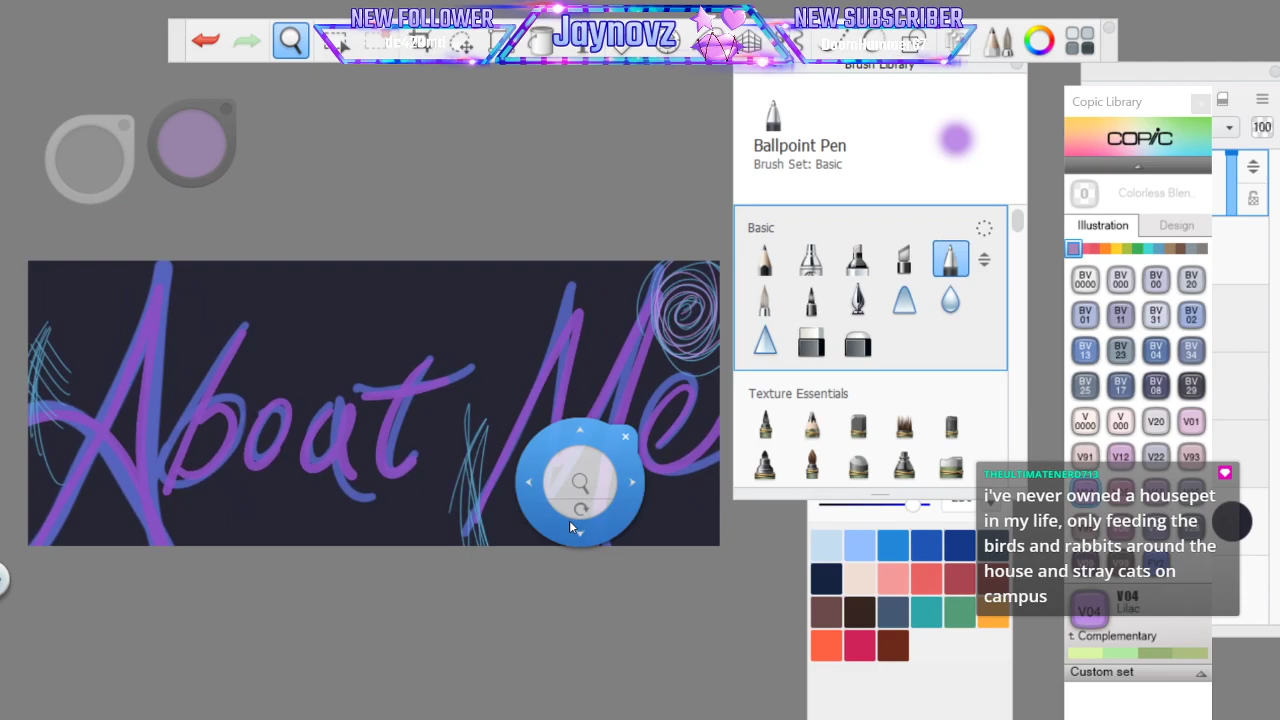 NEW FOLLOWER
Jaynovz
NEW SUBSCRIBER
Brush Library
Ballpoint Pen
Brush Set: Basic
Basic
Texture Essentials
Copic Library
COPIC
100
0
Colorless Blen..
Illustration
Design
BV 0000
BV 000
BV 00
BV 20
BV 01
BV 11
BV 31
BV 02
BV 13
BV 23
BV 04
BV 34
BV 25
BV 17
BV 08
BV 29
V 0000
V 000
V20
V01
V91
V12
V22
V93
THEULTIMATENERD713
i've never owned a housepet
in my life, only feeding the
birds and rabbits around the
house and stray cats on
campus
V04
V04
Lilac
t. Complementary
Custom set
About Me